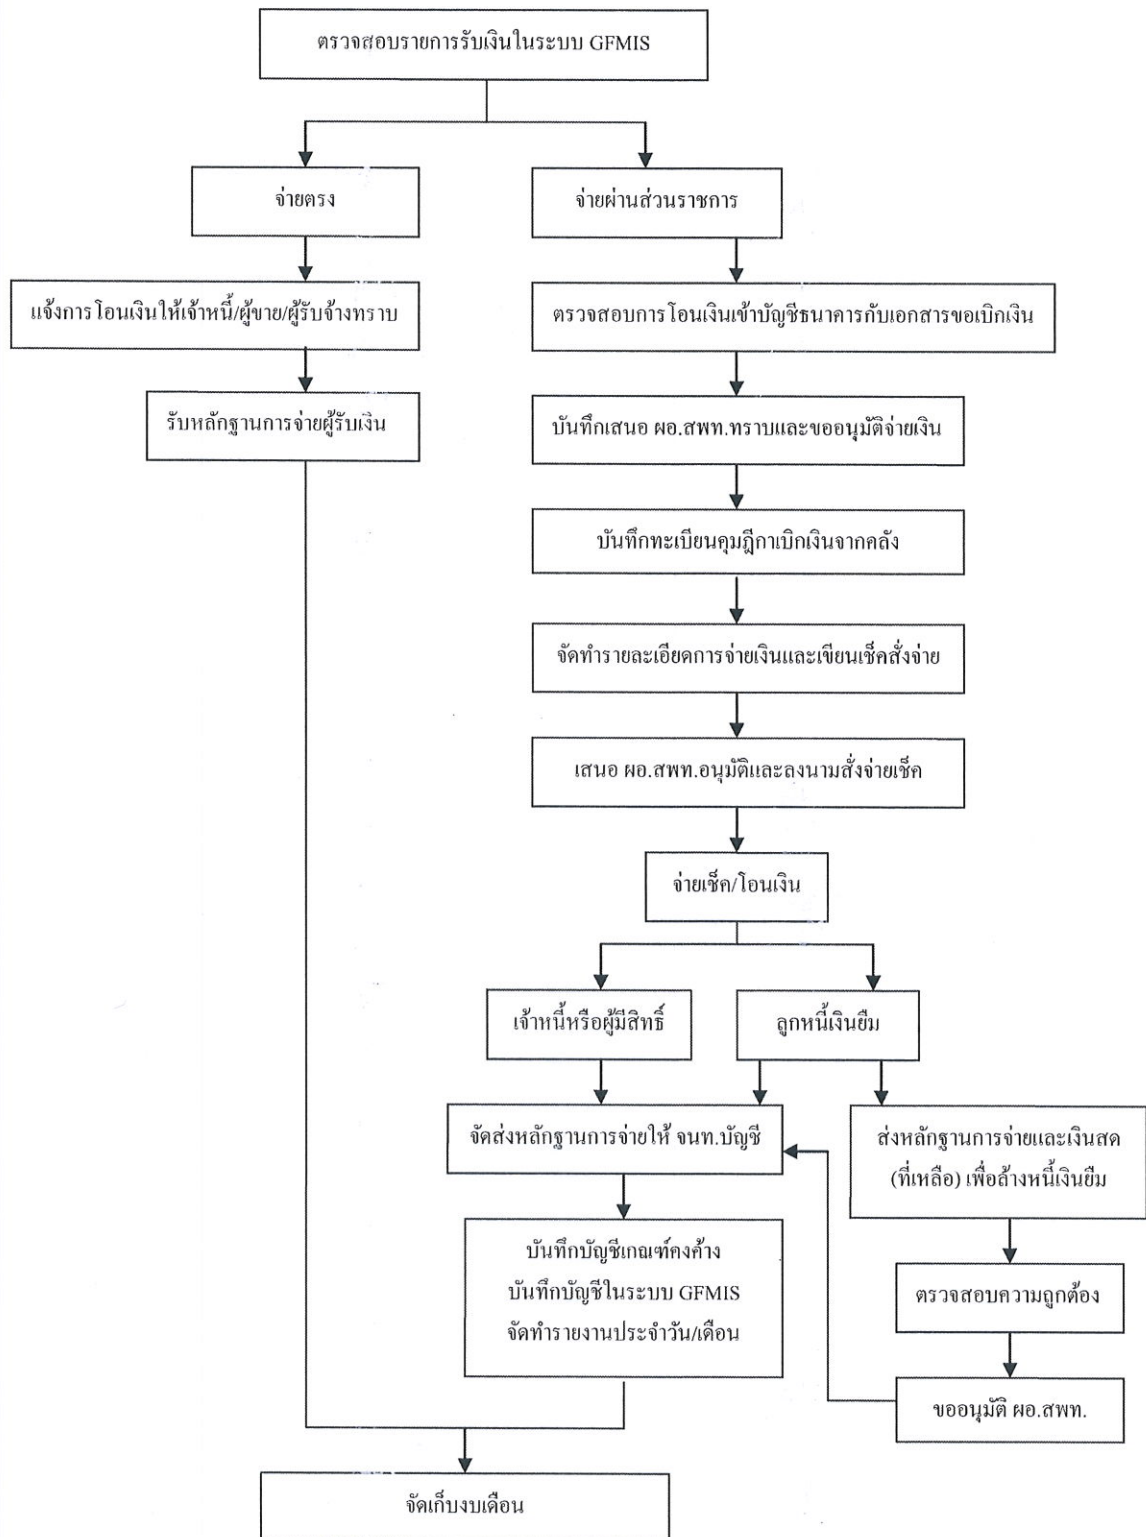 ตรวจสอบรายการรับเงินในระบบ GFMIS
จ่ายตรง
จ่ายผ่านส่วนราชการ
แจ้งการโอนเงินให้เจ้าหนี้/ผู้ขาย/ผู้รับจ้างทราบ
ตรวจสอบการโอนเงินเข้าบัญชีธนาคารกับเอกสารขอเบิกเงิน
รับหลักฐานการจ่ายผู้รับเงิน
บันทึกเสนอ ผอ.สพท.ทราบและขออนุมัติจ่ายเงิน
บันทึกทะเบียนคุมฎีกาเบิกเงินจากคลัง
จัดทำรายละเอียดการจ่ายเงินและเขียนเช็คสั่งจ่าย
เสนอ ผอ.สพท.อนุมัติและลงนามสั่งจ่ายเช็ค
จ่ายเช็ค/โอนเงิน
เจ้าหนี้หรือผู้มีสิทธิ์
ลูกหนี้เงินยืม
จัดส่งหลักฐานการจ่ายให้ จนท.บัญชี
ส่งหลักฐานการจ่ายและเงินสด
(ที่เหลือ) เพื่อล้างหนี้เงินยืม
บันทึกบัญชีเกณฑ์คงค้าง
บันทึกบัญชีในระบบ GFMIS
จัดทำรายงานประจำวัน/เดือน
ตรวจสอบความถูกต้อง
ขออนุมัติ ผอ.สพท.
จัดเก็บงบเดือน